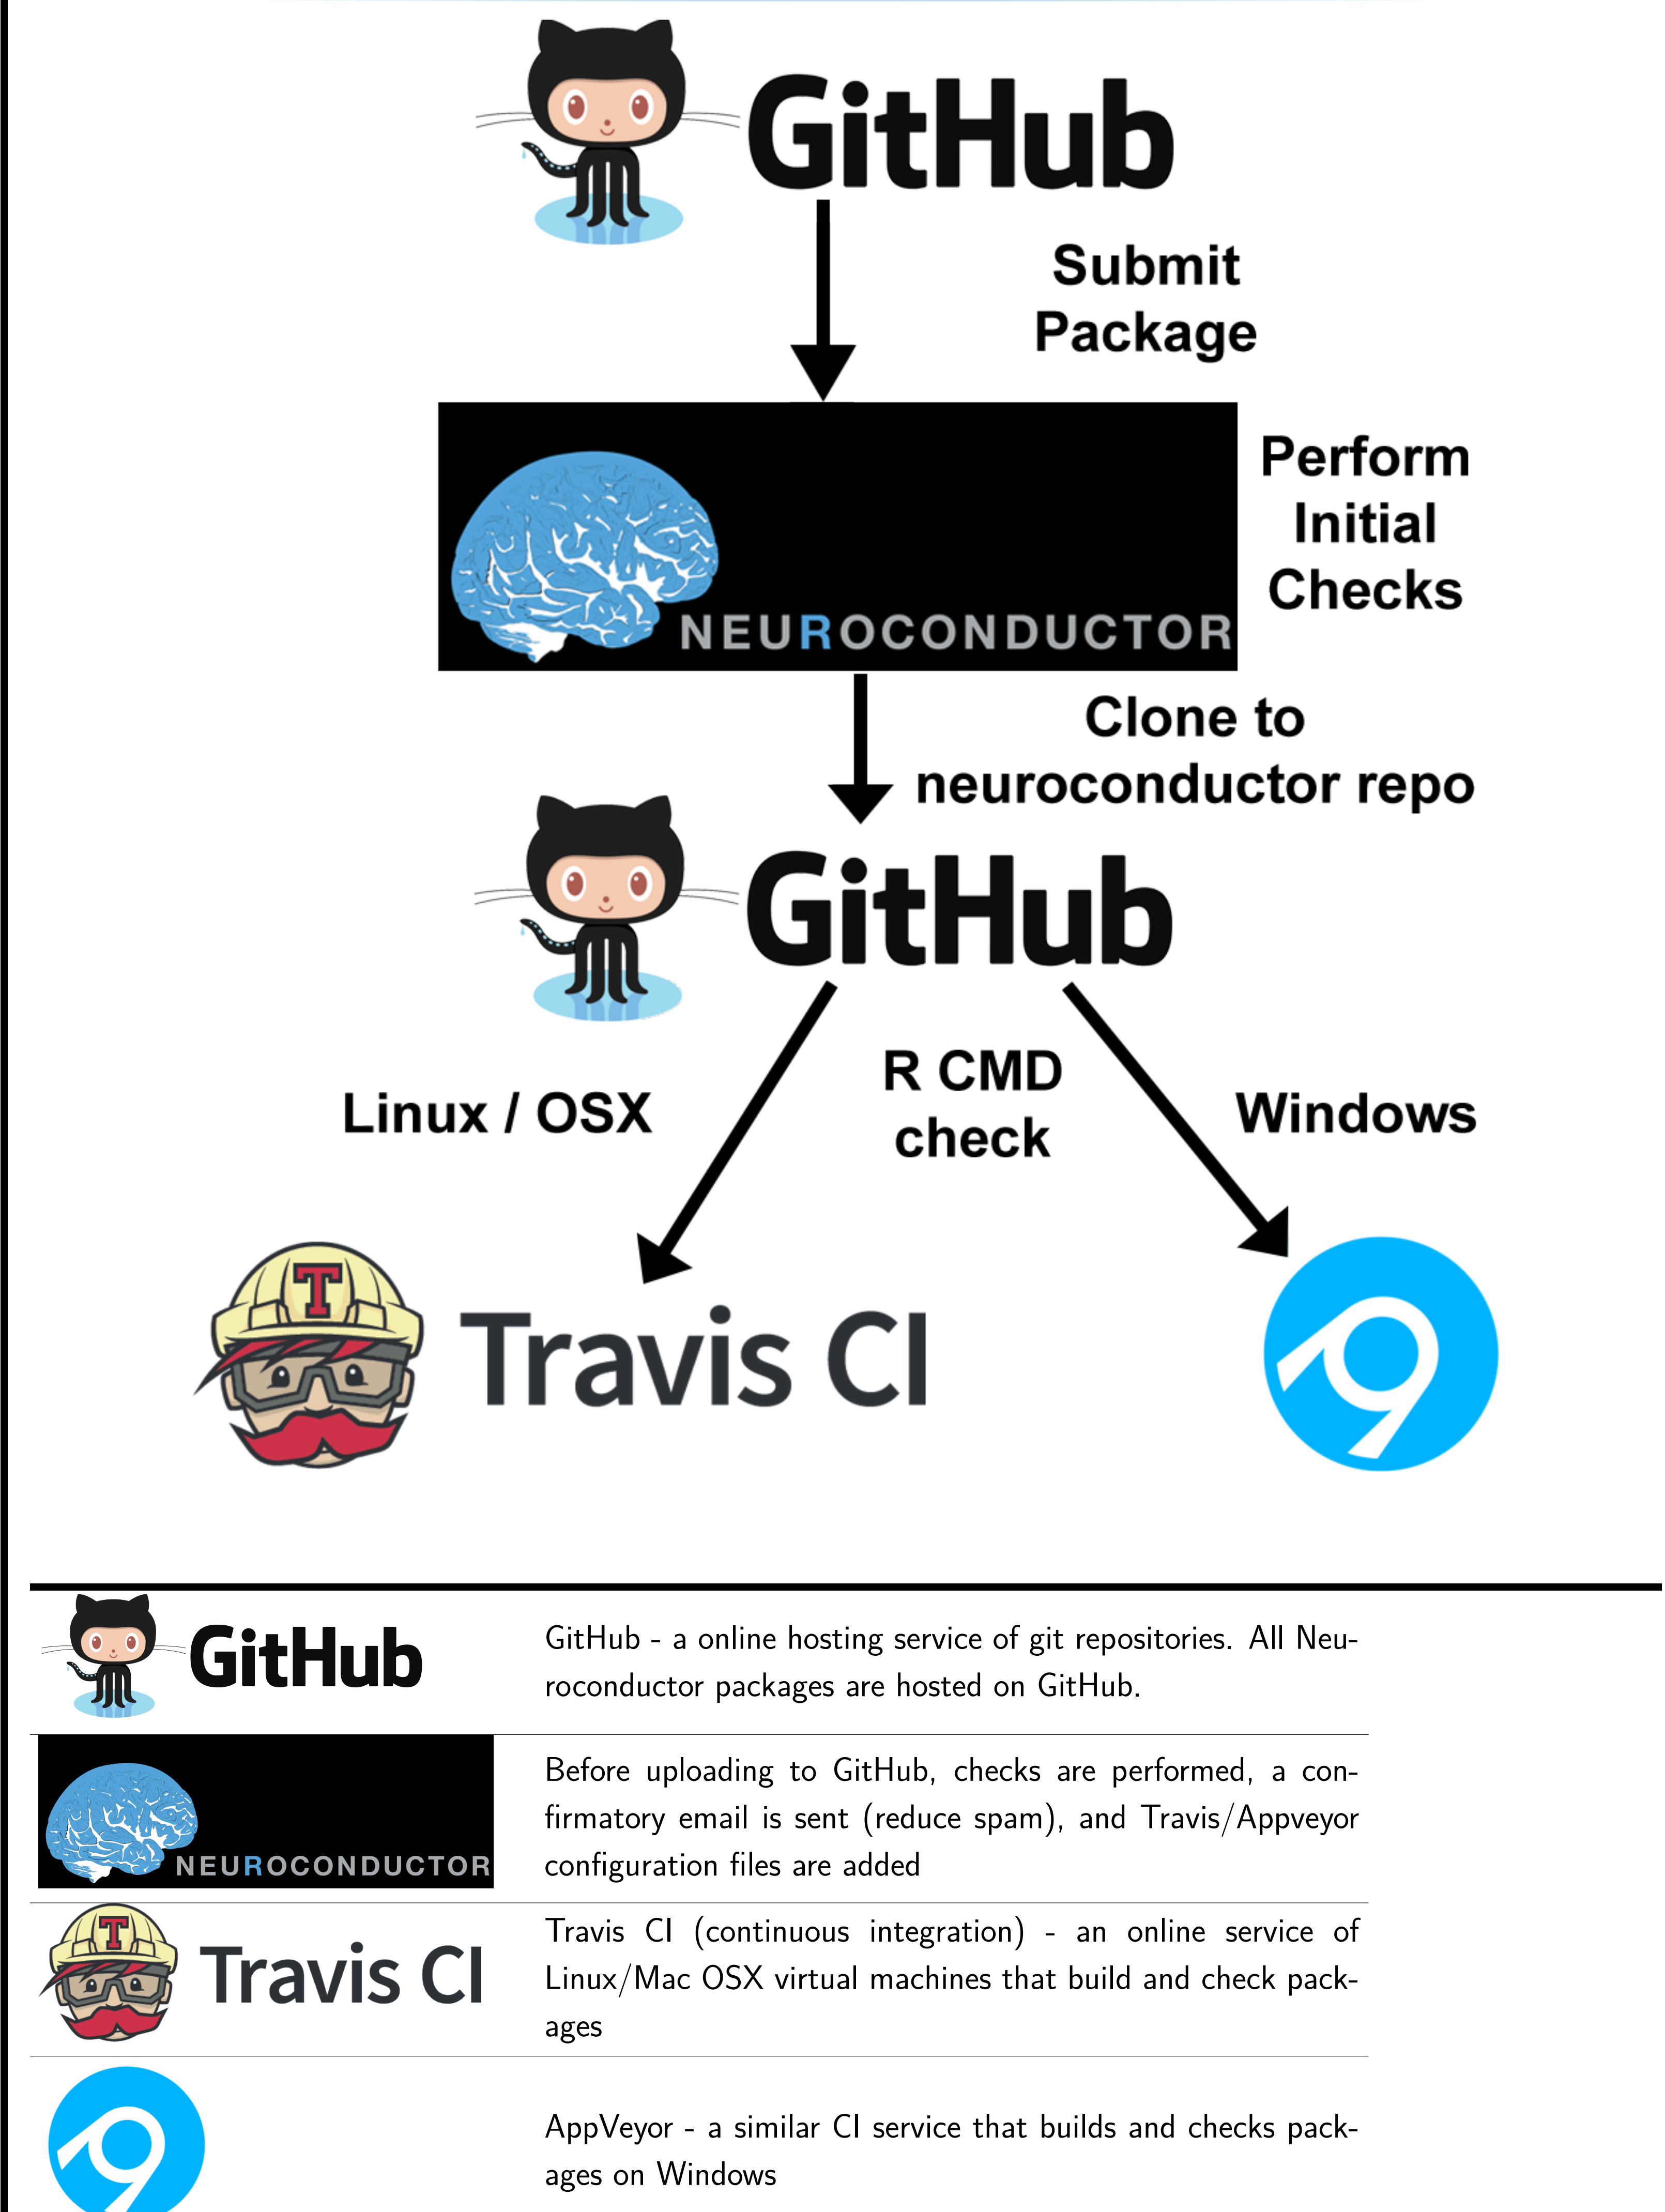 GitHub
Submit
Package
Perform
Initial
Checks
NEUROCONDUCTOR
Clone to
neuroconductor repo
GitHub
Linux / OSX
R CMD
check
Windows
T
Travis CI
GitHub
GitHub - a online hosting service of git repositories. All Neu-
roconductor packages are hosted on GitHub.
NEUROCONDUCTOR
Before uploading to GitHub, checks are performed, a con-
firmatory email is sent (reduce spam), and Travis/Appveyor
configuration files are added
T
Travis CI
Travis CI (continuous integration) - an online service of
Linux/Mac OSX virtual machines that build and check pack-
ages
AppVeyor - a similar CI service that builds and checks pack-
ages on Windows